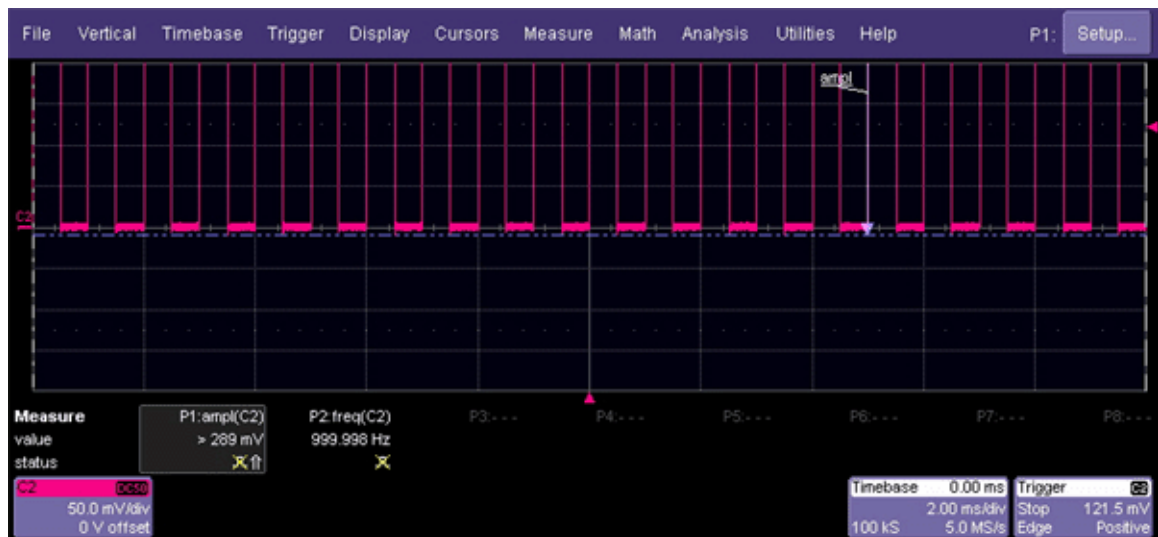 File Vertical Timebase Trigger Display Cursors Measure Math Analysis Utilities Help P1: Setup...
ampl
C2
Measure P1:ampl(C2) P2:freq(C2) P3:- - - P4:- - - P5:- - - P6:- - - P7:- - - P8:- - -
value > 289 mV 999.998 Hz
status
C2 DC50
50.0 mV/div
0 V offset
Timebase 0.00 ms
2.00 ms/div
100 kS 5.0 MS/s
Trigger C2
Stop 121.5 mV
Edge Positive